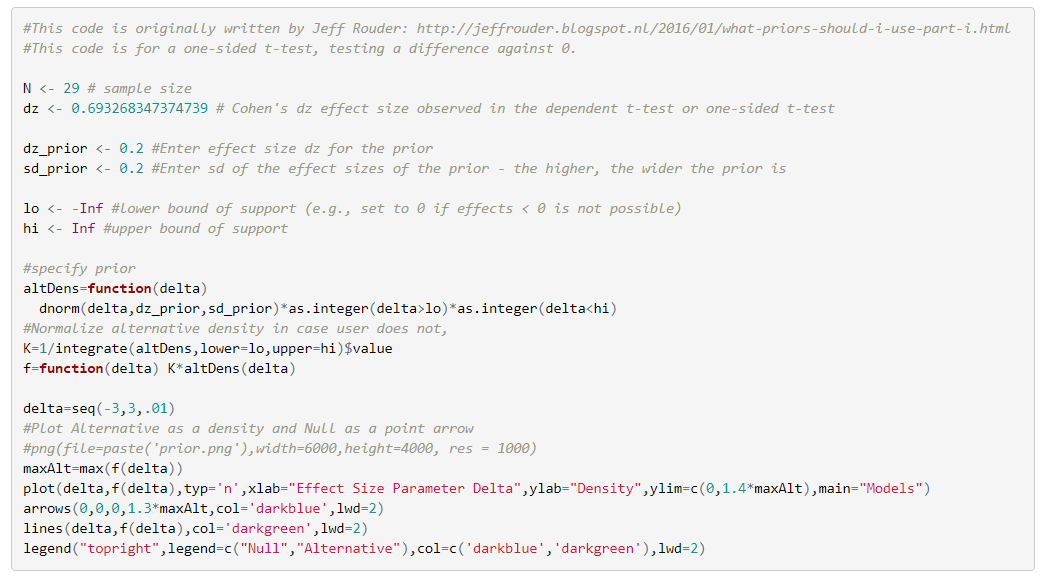 #This code is originally written by Jeff Rouder: http://jeffrouder.blogspot.nl/2016/01/what-priors-should-i-use-part-i.html
#This code is for a one-sided t-test, testing a difference against 0.
N <- 29 # sample size
dz <- 0.693268347374739 # Cohen's dz effect size observed in the dependent t-test or one-sided t-test
dz_prior <- 0.2 #Enter effect size dz for the prior
sd_prior <- 0.2 #Enter sd of the effect sizes of the prior - the higher, the wider the prior is
lo <- -Inf #lower bound of support (e.g., set to 0 if effects < 0 is not possible)
hi <- Inf #upper bound of support
#specify prior
altDens=function(delta)
  dnorm(delta,dz_prior,sd_prior)*as.integer(delta>lo)*as.integer(delta<hi)
#Normalize alternative density in case user does not,
K=1/integrate(altDens,lower=lo,upper=hi)$value
f=function(delta) K*altDens(delta)
delta=seq(-3,3,.01)
#Plot Alternative as a density and Null as a point arrow
#png(file=paste('prior.png'),width=6000,height=4000, res = 1000)
maxAlt=max(f(delta))
plot(delta,f(delta),typ='n',xlab="Effect Size Parameter Delta",ylab="Density",ylim=c(0,1.4*maxAlt),main="Models")
arrows(0,0,0,1.3*maxAlt,col='darkblue',lwd=2)
lines(delta,f(delta),col='darkgreen',lwd=2)
legend("topright",legend=c("Null","Alternative"),col=c('darkblue','darkgreen'),lwd=2)